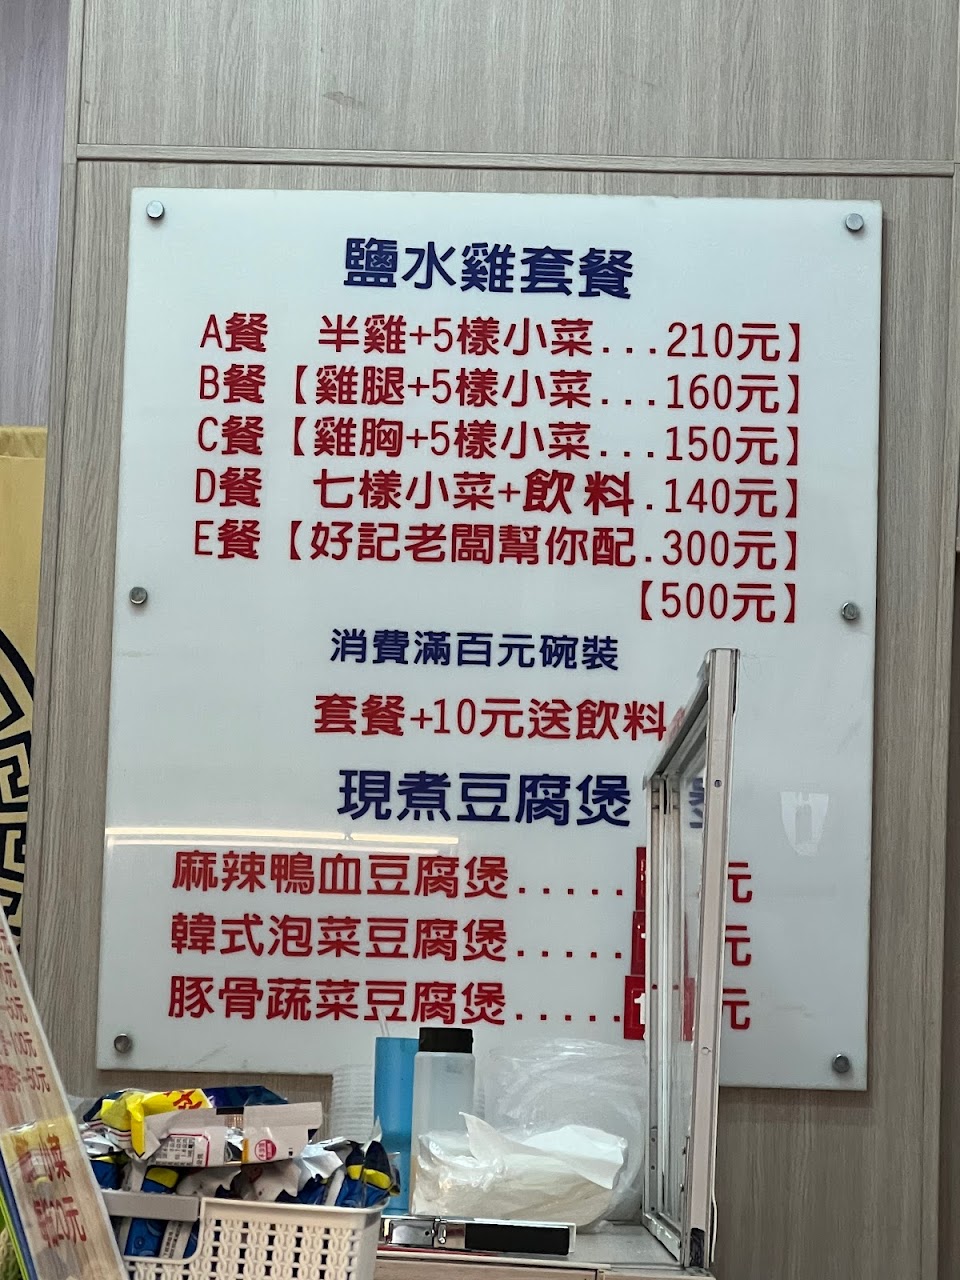 鹽水雞套餐
A餐 半雞+5樣小菜...210元】
B餐【雞腿+5樣小菜...160元】
C餐【雞胸+5樣小菜...150元】
D餐 七樣小菜+飲料.140元】
E餐【好記老闆幫你配.300元】
【500元】
消費滿百元碗裝
套餐+10元送飲料
現煮豆腐煲
麻辣鴨血豆腐煲..... 元
韓式泡菜豆腐煲..... 元
豚骨蔬菜豆腐煲..... 元